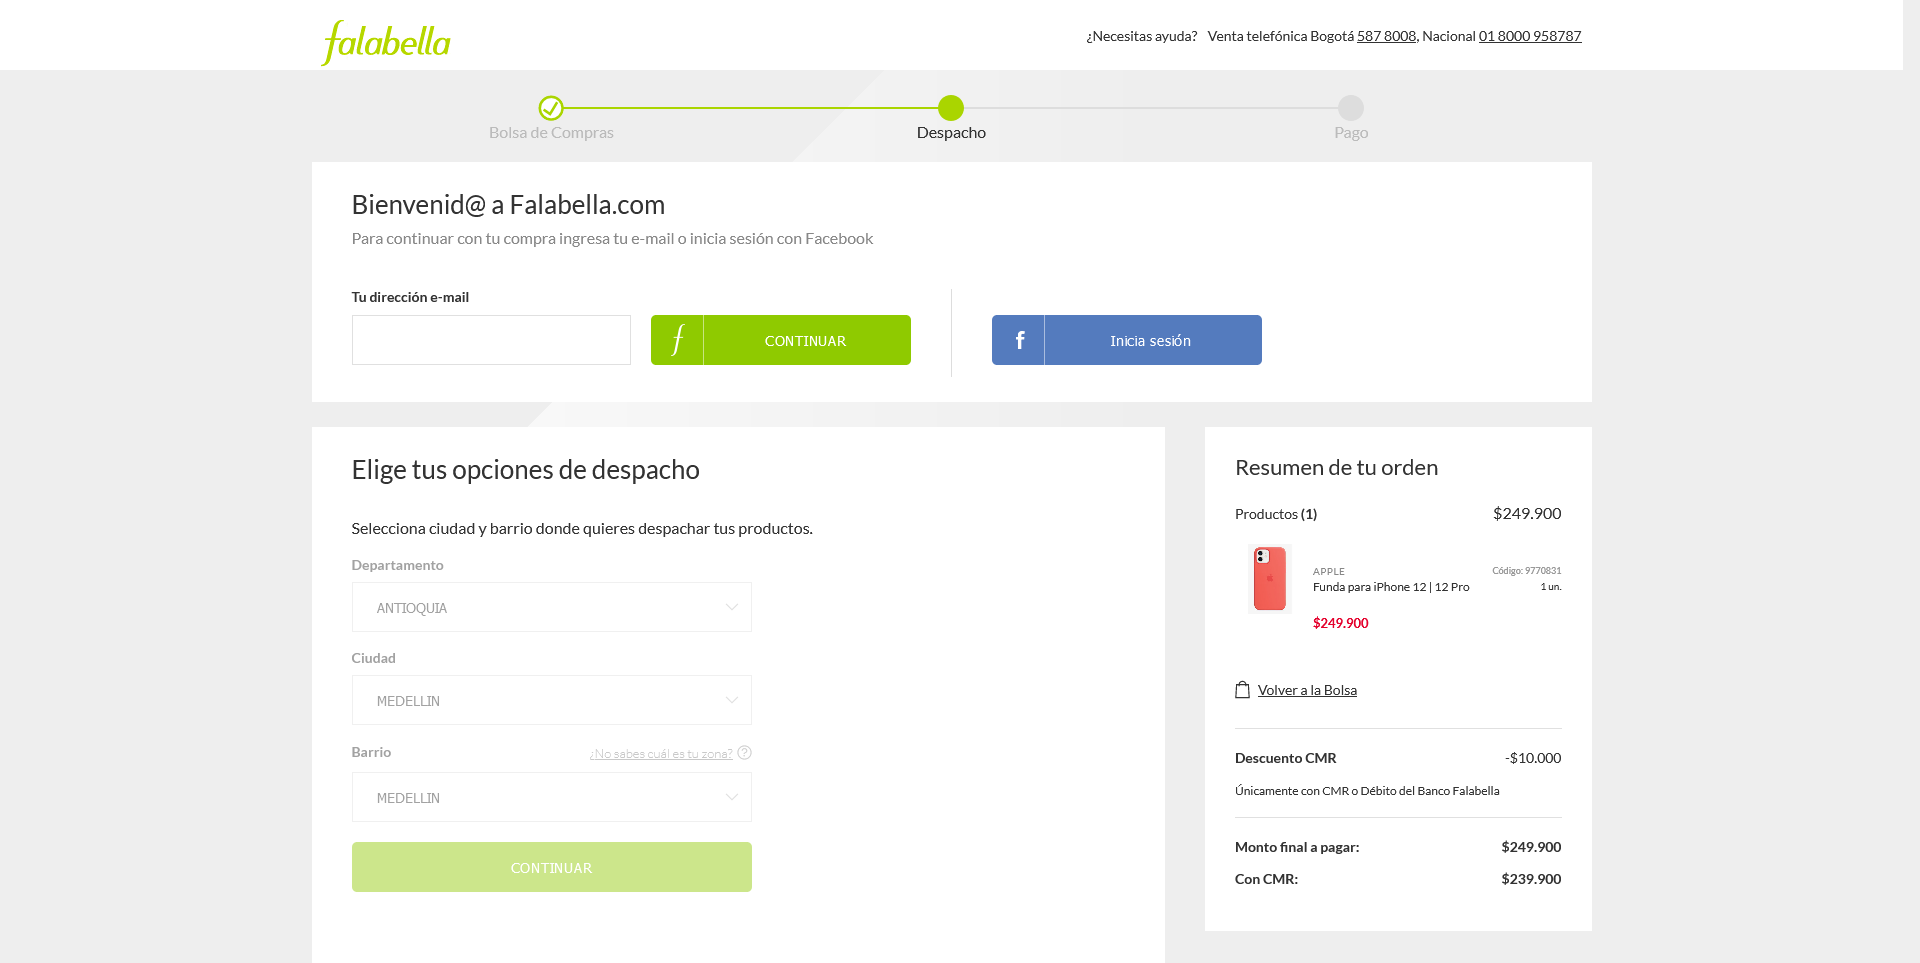 falabella
¿Necesitas ayuda? Venta telefónica Bogotá 587 8008, Nacional 01 8000 958787
Bolsa de Compras
Despacho
Pago
Bienvenid@ a Falabella.com
Para continuar con tu compra ingresa tu e-mail o inicia sesión con Facebook
Tu dirección e-mail
f CONTINUAR
f Inicia sesión
Elige tus opciones de despacho
Selecciona ciudad y barrio donde quieres despachar tus productos.
Departamento
ANTIOQUIA
Ciudad
MEDELLIN
Barrio ¿No sabes cuál es tu zona? ?
MEDELLIN
CONTINUAR
Resumen de tu orden
Productos (1) $249.900
APPLE Código: 9770831
Funda para iPhone 12 | 12 Pro 1 un.
$249.900
Volver a la Bolsa
Descuento CMR -$10.000
Únicamente con CMR o Débito del Banco Falabella
Monto final a pagar: $249.900
Con CMR: $239.900